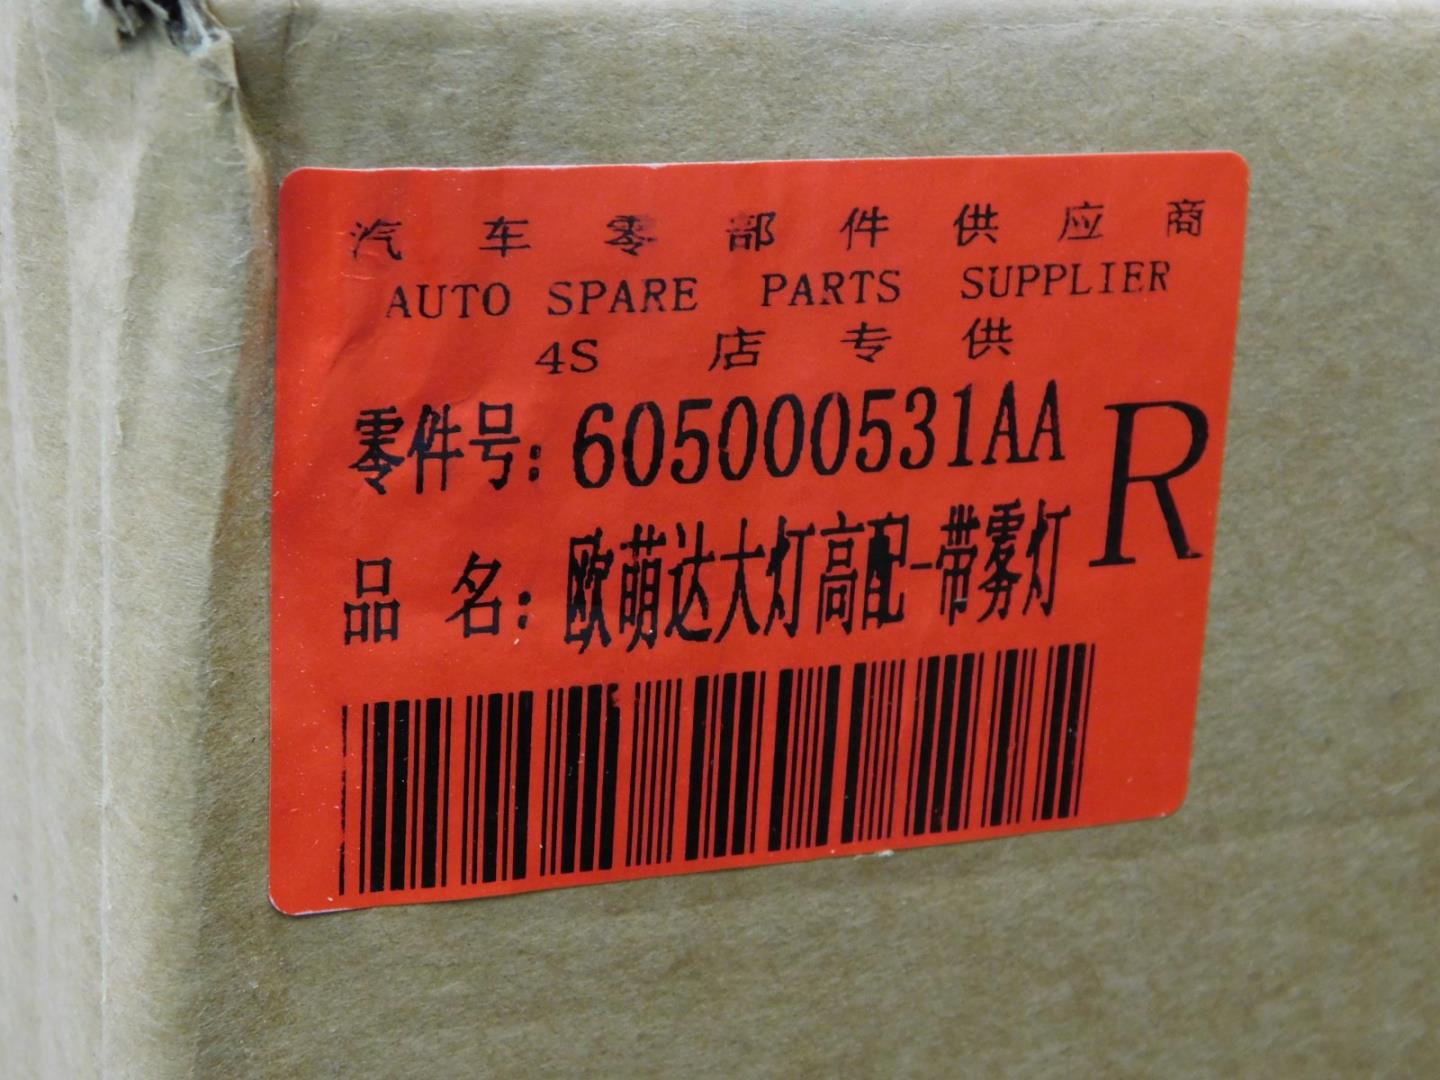 汽车零部件供应商
AUTO SPARE PARTS SUPPLIER
4S 店专供
零件号：605000531AA
R
品 名：欧萌达大灯高配-带雾灯